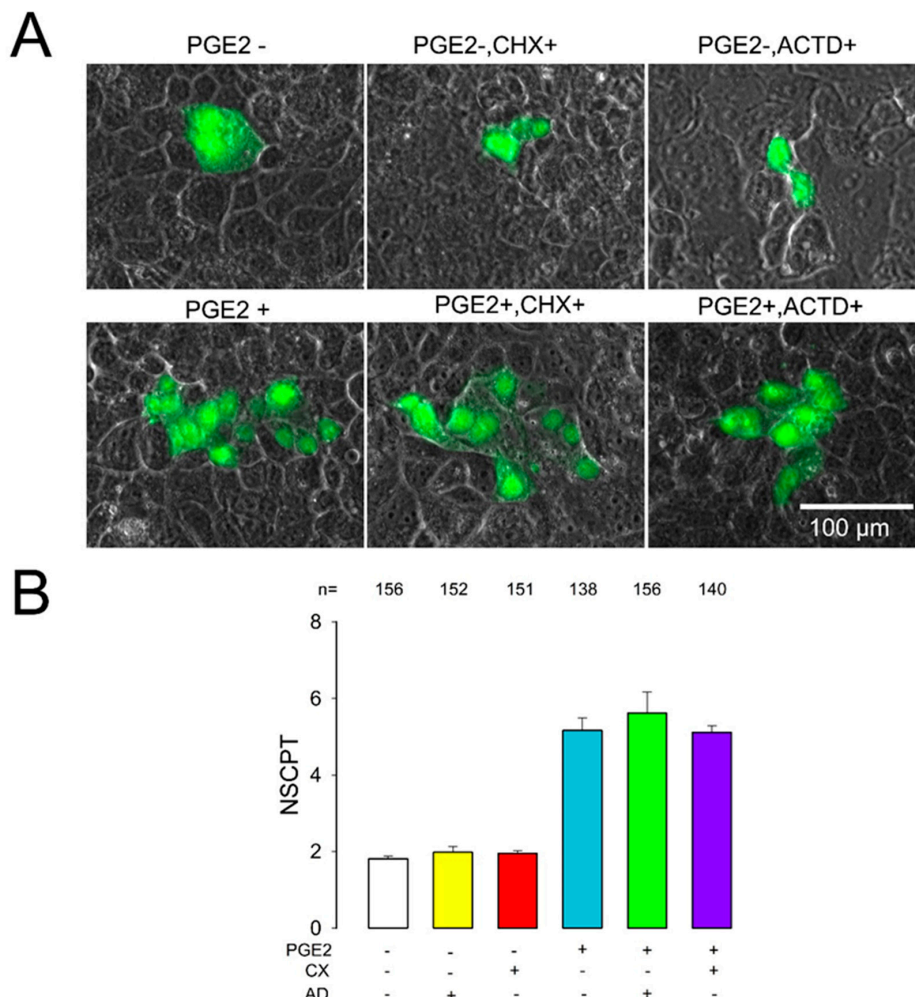 A
PGE2 - PGE2-,CHX+ PGE2-,ACTD+
PGE2 + PGE2+,CHX+ PGE2+,ACTD+
100 µm
B
n= 156 152 151 138 156 140
8
6
4
2
0
NSCPT
PGE2 - - - + + +
CX - - + - - +
AD - + - - + -